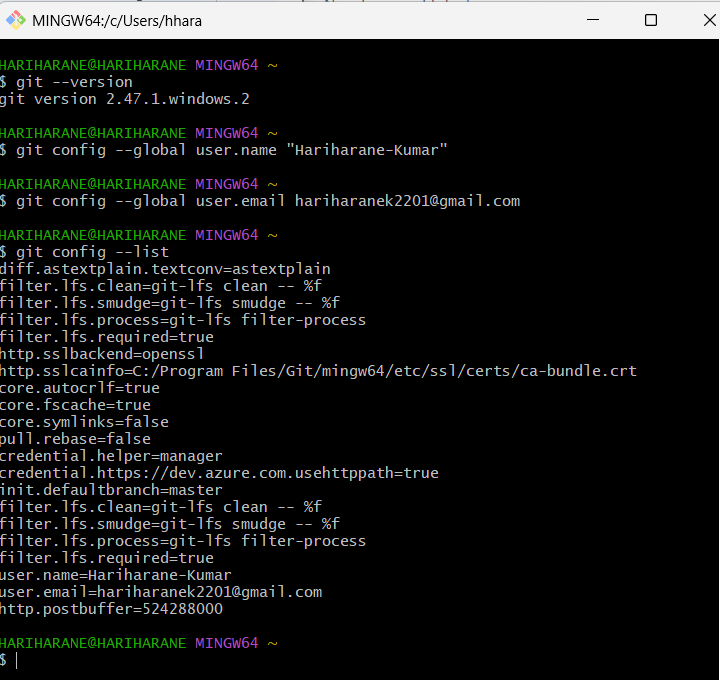 MINGW64:/c/Users/hhara
HARIHARANE@HARIHARANE MINGW64 ~
$ git --version
git version 2.47.1.windows.2
HARIHARANE@HARIHARANE MINGW64 ~
$ git config --global user.name "Hariharane-Kumar"
HARIHARANE@HARIHARANE MINGW64 ~
$ git config --global user.email hariharanek2201@gmail.com
HARIHARANE@HARIHARANE MINGW64 ~
$ git config --list
diff.astextplain.textconv=astextplain
filter.lfs.clean=git-lfs clean -- %f
filter.lfs.smudge=git-lfs smudge -- %f
filter.lfs.process=git-lfs filter-process
filter.lfs.required=true
http.sslbackend=openssl
http.sslcainfo=C:/Program Files/Git/mingw64/etc/ssl/certs/ca-bundle.crt
core.autocrlf=true
core.fscache=true
core.symlinks=false
pull.rebase=false
credential.helper=manager
credential.https://dev.azure.com.usehttppath=true
init.defaultbranch=master
filter.lfs.clean=git-lfs clean -- %f
filter.lfs.smudge=git-lfs smudge -- %f
filter.lfs.process=git-lfs filter-process
filter.lfs.required=true
user.name=Hariharane-Kumar
user.email=hariharanek2201@gmail.com
http.postbuffer=524288000
HARIHARANE@HARIHARANE MINGW64 ~
$